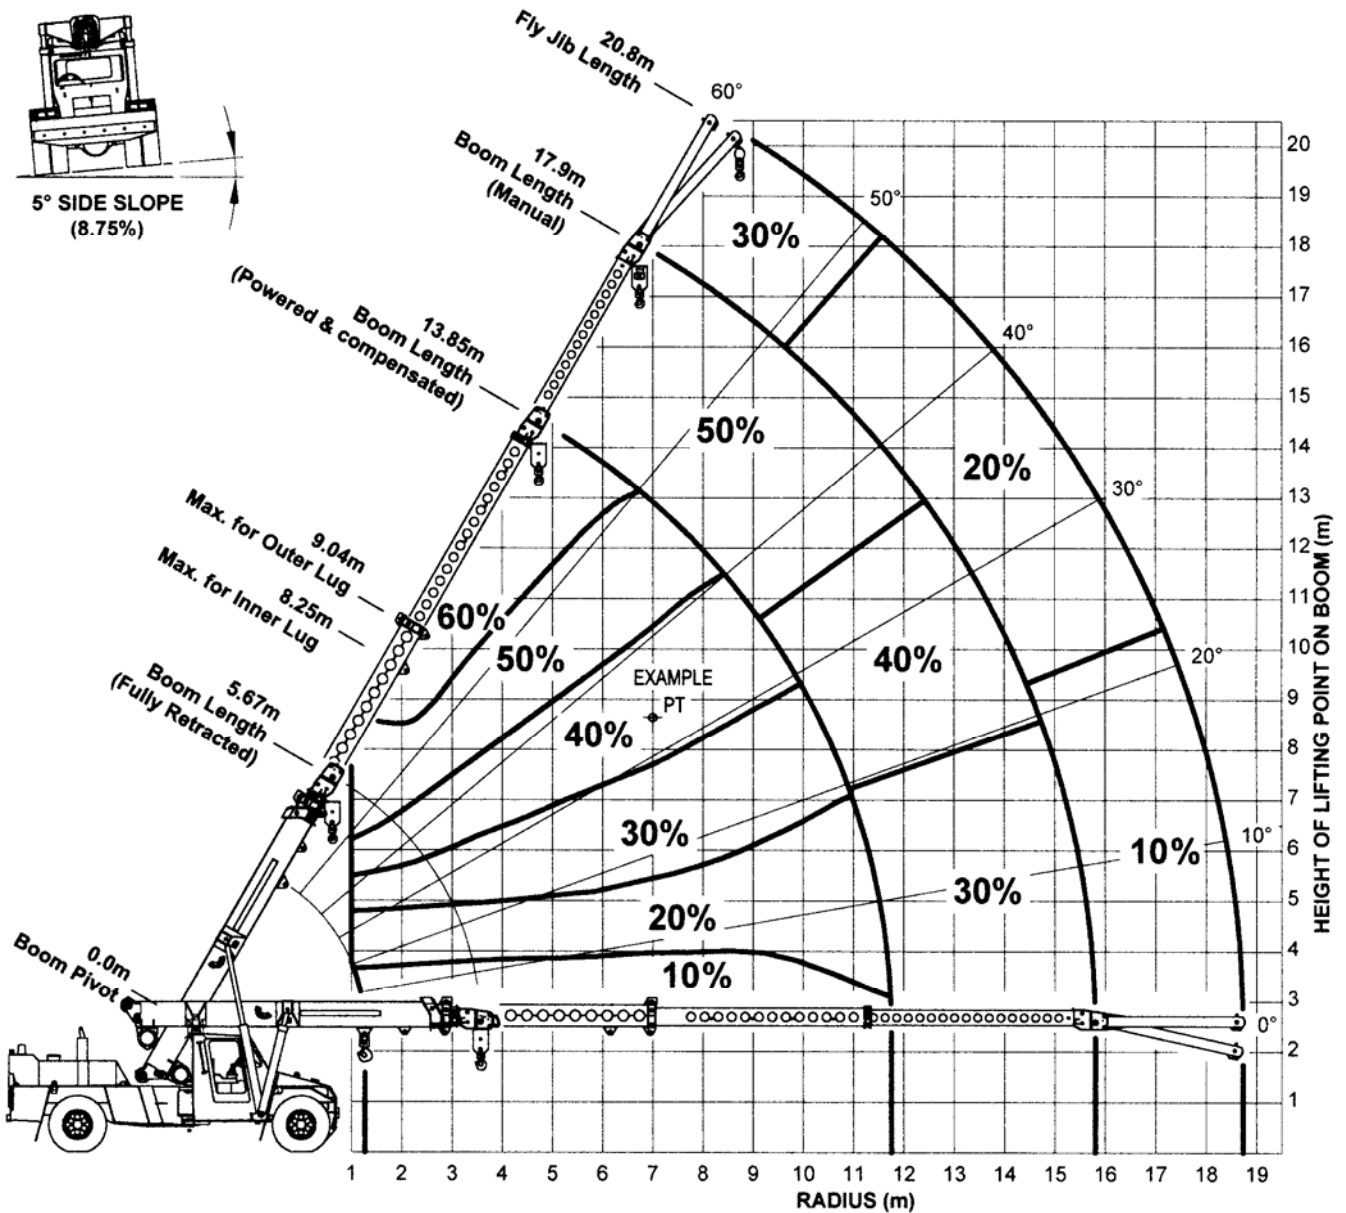 5° SIDE SLOPE
(8.75%)
20.8m
Fly Jib Length
60°
17.9m
Boom Length
(Manual)
50°
30%
13.85m
Boom Length
(Powered & compensated)
40°
50%
20%
30°
9.04m
Max. for Outer Lug
8.25m
Max. for Inner Lug
60%
50%
40%
20°
EXAMPLE
PT
5.67m
Boom Length
(Fully Retracted)
40%
30%
10%
10°
30%
20%
0.0m
Boom Pivot
10%
0°
20
19
18
17
16
15
14
13
12
11
10
9
8
7
6
5
4
3
2
1
HEIGHT OF LIFTING POINT ON BOOM (m)
1 2 3 4 5 6 7 8 9 10 11 12 13 14 15 16 17 18 19
RADIUS (m)